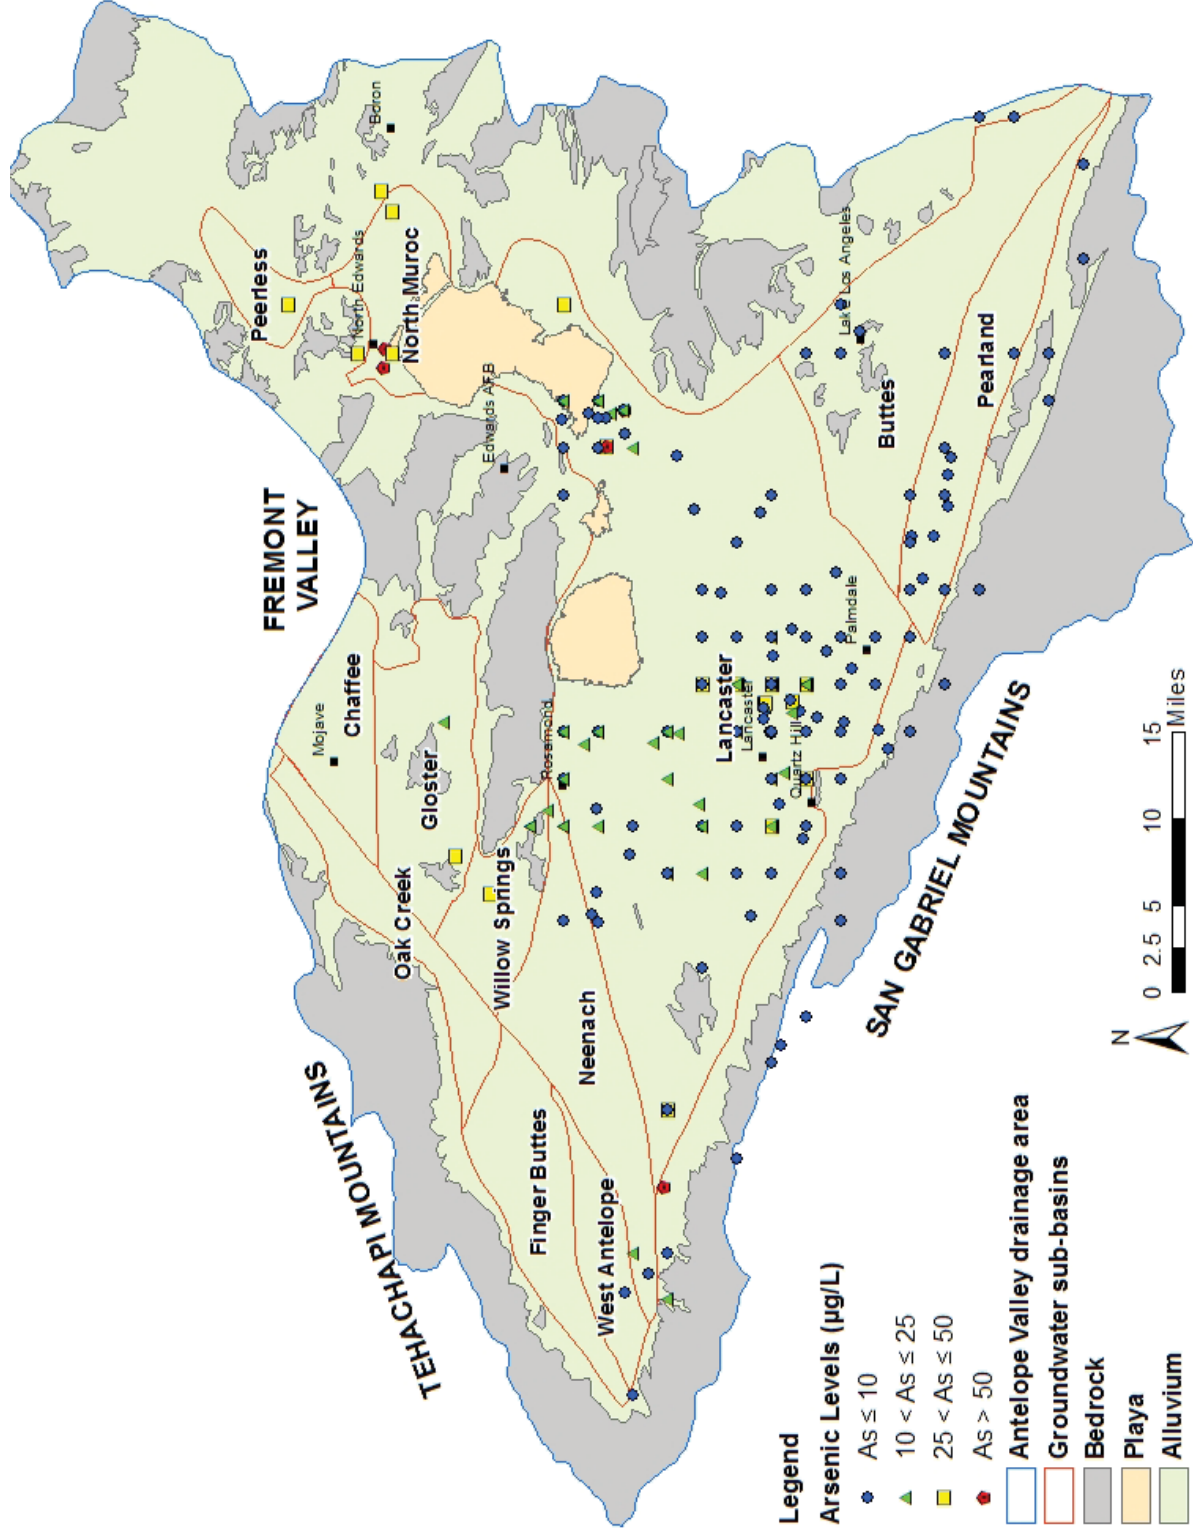 TEHACHAPI MOUNTAINS
FREMONT
VALLEY
Mojave
Chaffee
Oak Creek
Gloster
Willow Springs
Rosamond
Finger Buttes
West Antelope
Neenach
Peerless
North Edwards
North Muroc
Boron
Edwards AFB
Lancaster
Lancaster
Quartz Hill
Palmdale
Lake Los Angeles
Buttes
Pearland
SAN GABRIEL MOUNTAINS
Legend
Arsenic Levels (µg/L)
As ≤ 10
10 < As ≤ 25
25 < As ≤ 50
As > 50
Antelope Valley drainage area
Groundwater sub-basins
Bedrock
Playa
Alluvium
N
0 2.5 5 10 15
Miles